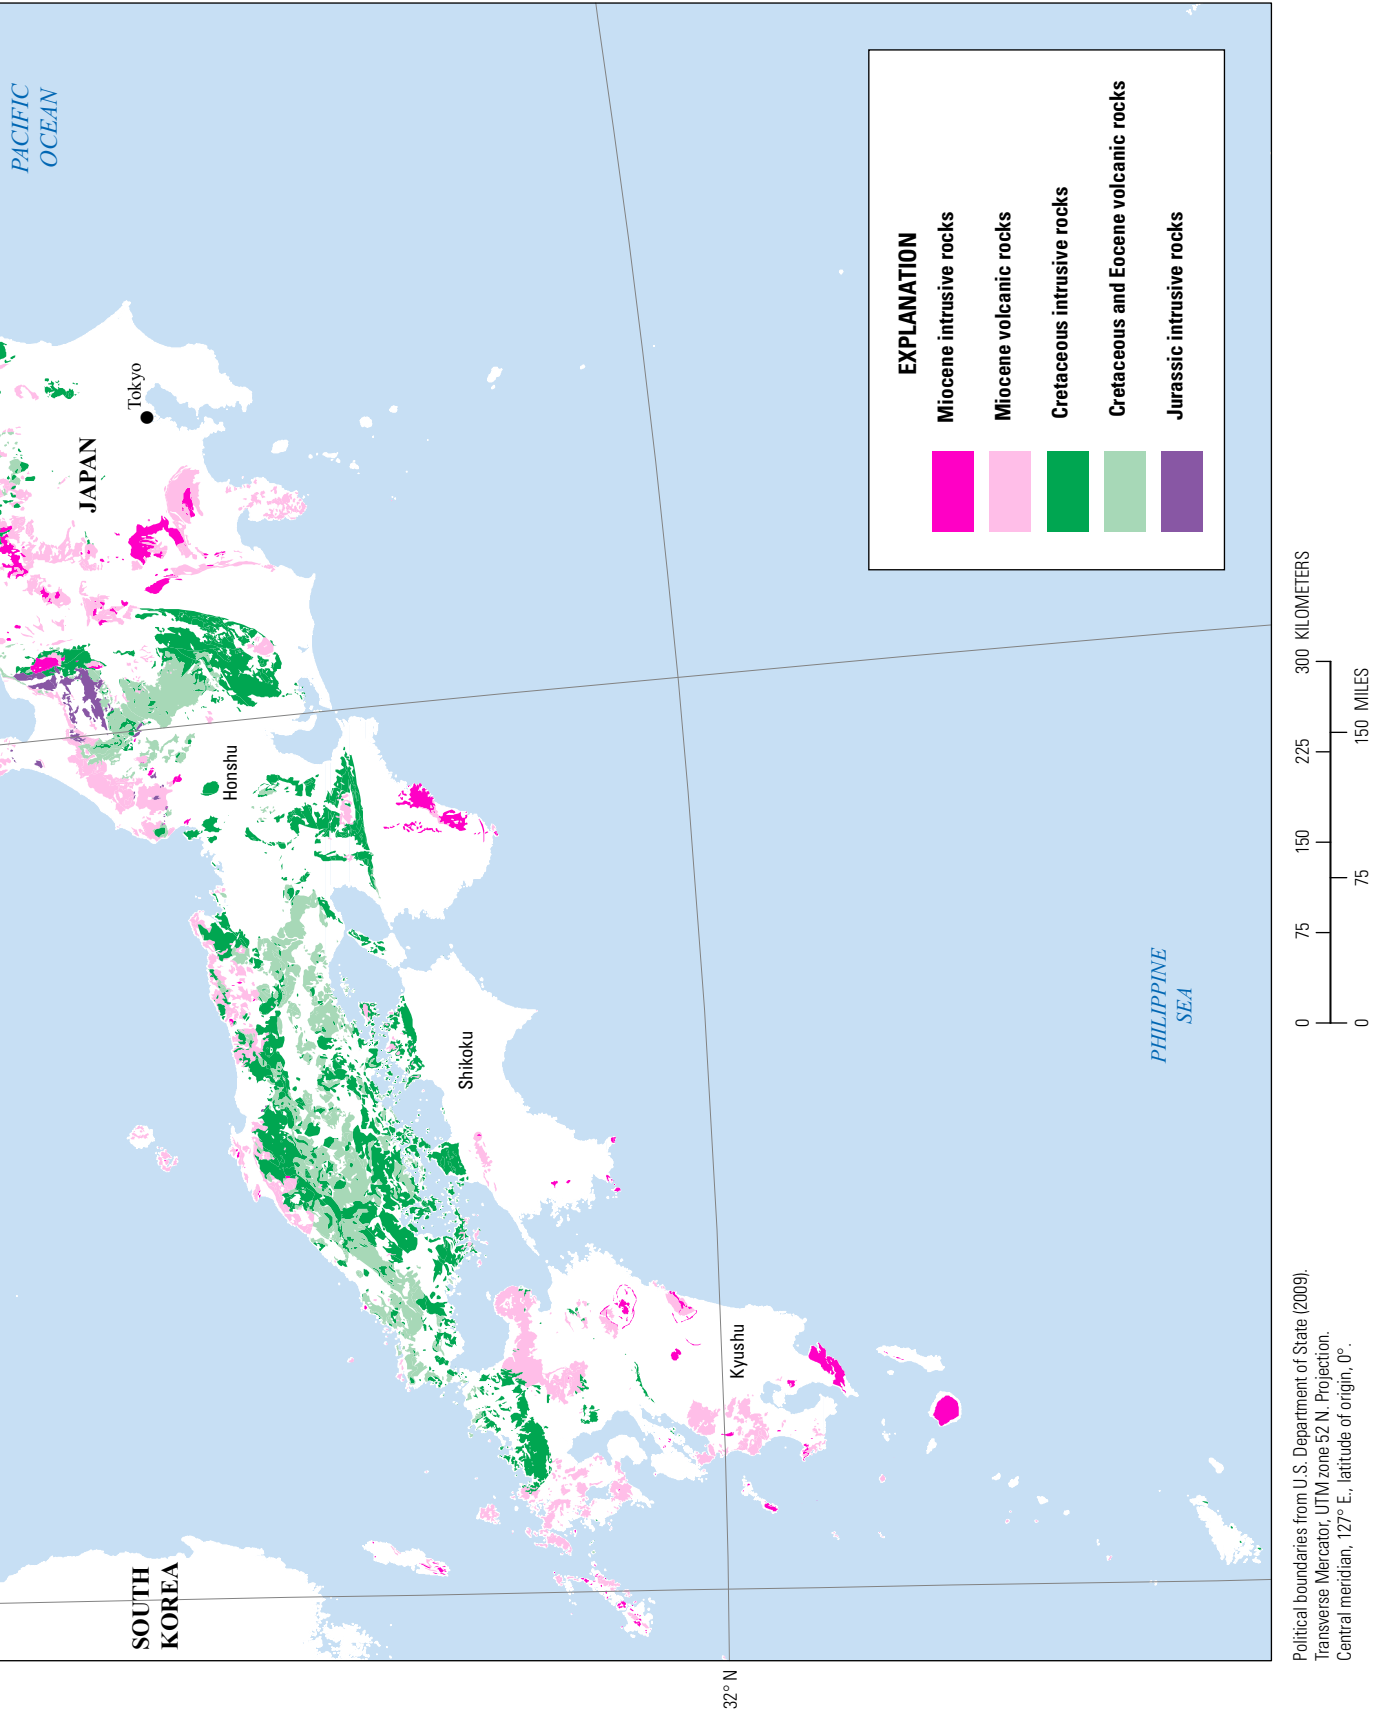 PACIFIC
OCEAN
JAPAN
Tokyo
Honshu
Shikoku
Kyushu
SOUTH
KOREA
PHILIPPINE
SEA
32° N
EXPLANATION
Miocene intrusive rocks
Miocene volcanic rocks
Cretaceous intrusive rocks
Cretaceous and Eocene volcanic rocks
Jurassic intrusive rocks
0 75 150 225 300 KILOMETERS
0 75 150 MILES
Political boundaries from U.S. Department of State (2009).
Transverse Mercator, UTM zone 52 N. Projection.
Central meridian, 127° E., latitude of origin, 0°.